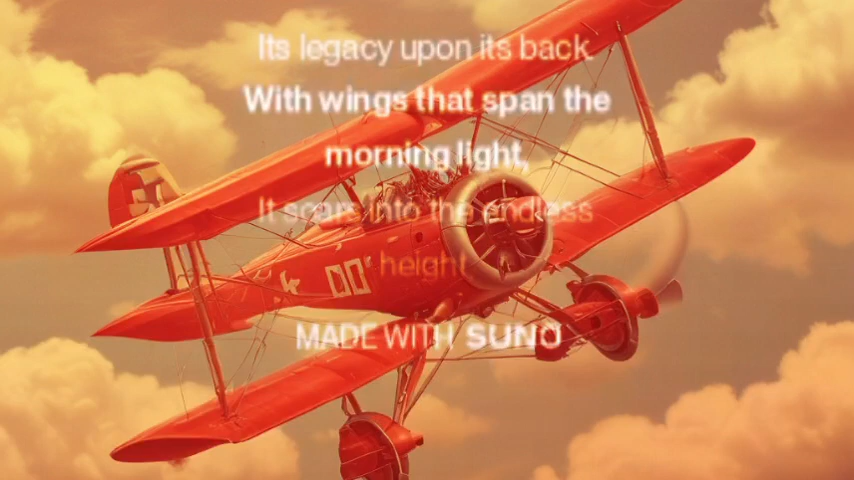 Its legacy upon its back
With wings that span the
morning light,
It soars into the endless
height
00
MADE WITH SUNO